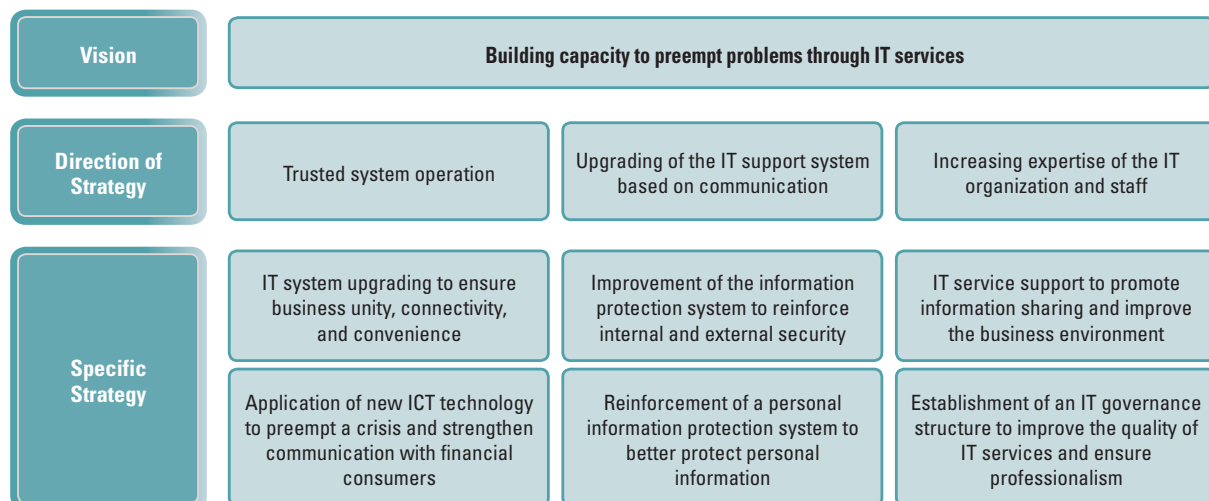 Vision
Building capacity to preempt problems through IT services
Direction of
Strategy
Trusted system operation
Upgrading of the IT support system
based on communication
Increasing expertise of the IT
organization and staff
Specific
Strategy
IT system upgrading to ensure
business unity, connectivity,
and convenience
Improvement of the information
protection system to reinforce
internal and external security
IT service support to promote
information sharing and improve
the business environment
Application of new ICT technology
to preempt a crisis and strengthen
communication with financial
consumers
Reinforcement of a personal
information protection system to
better protect personal
information
Establishment of an IT governance
structure to improve the quality of
IT services and ensure
professionalism